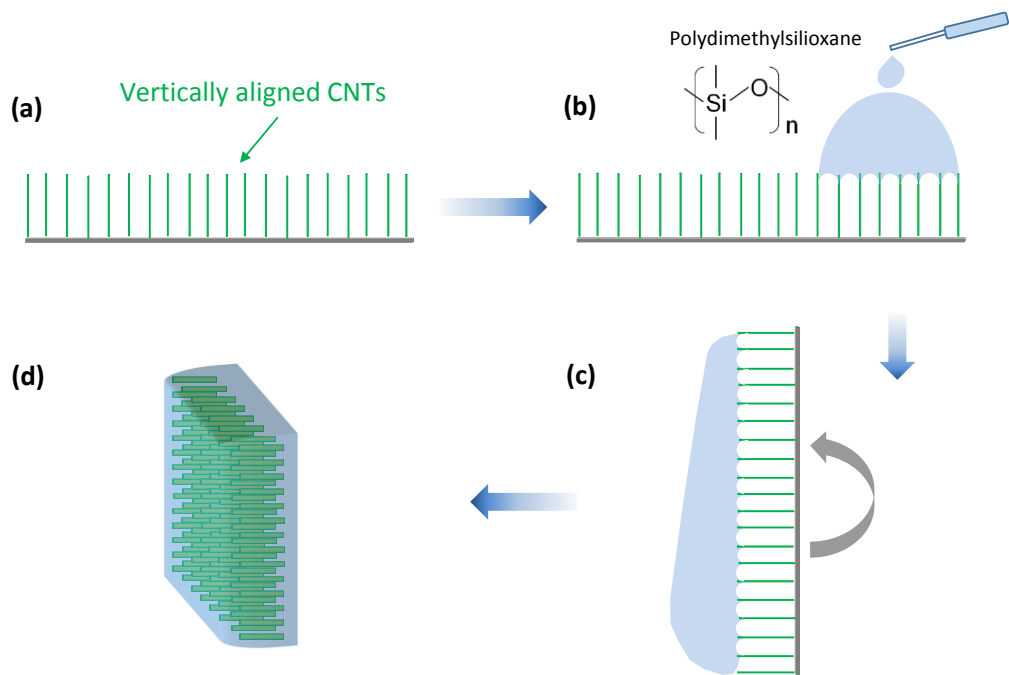 (a)
Vertically aligned CNTs
(b)
Polydimethylsilioxane
Si
O
n
(c)
(d)